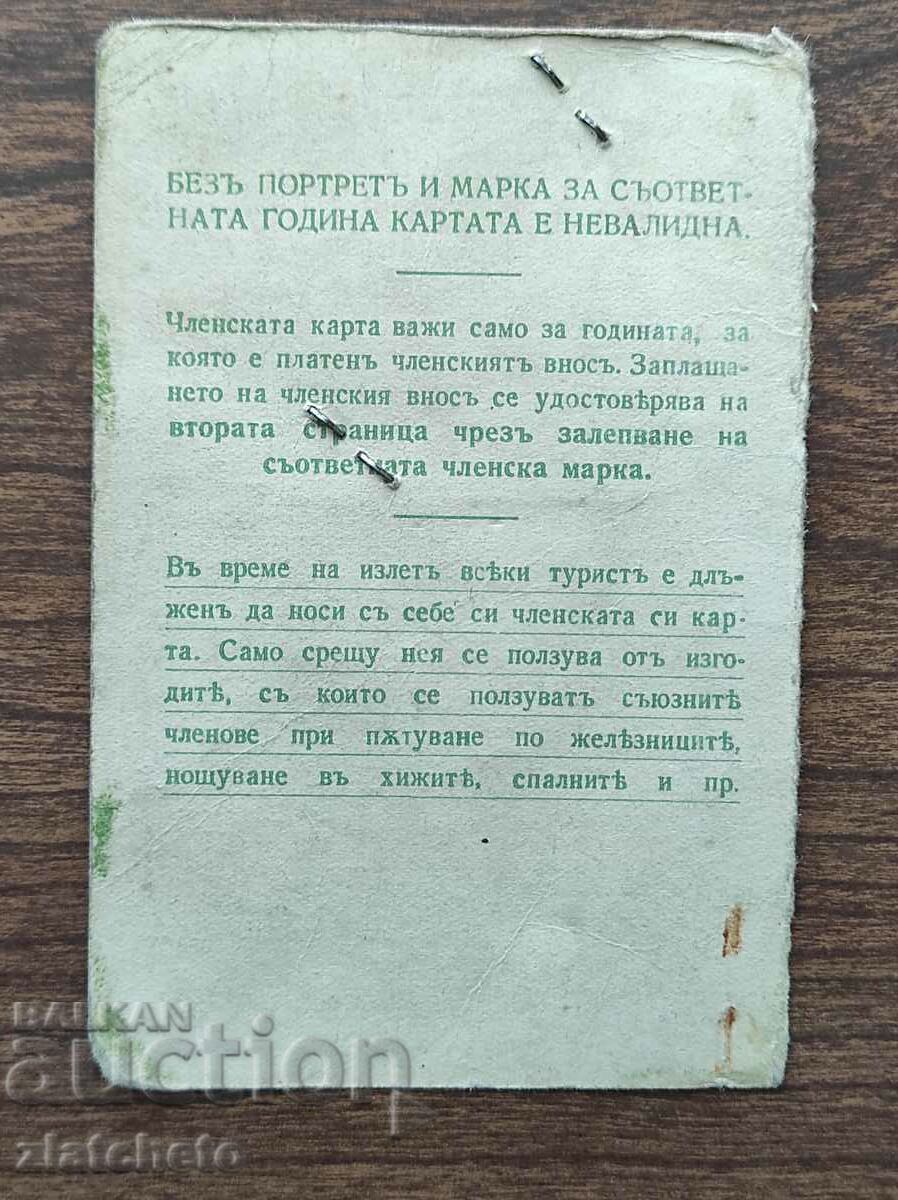 БЕЗЪ ПОРТРЕТЪ И МАРКА ЗА СЪОТВЕТ-
НАТА ГОДИНА КАРТАТА Е НЕВАЛИДНА.
Членската карта важи само за годината, за
която е платенъ членскиятъ вносъ. Заплаща-
нето на членския вносъ се удостовѣрява на
втората страница чрезъ залепване на
съответната членска марка.
Въ време на излетъ всѣки туристъ е длъ-
женъ да носи съ себе си членската си кар-
та. Само срещу нея се ползува отъ изго-
дитѣ, съ които се ползуватъ съюзнитѣ
членове при пѫтуване по желѣзницитѣ,
нощуване въ хижитѣ, спалнитѣ и пр.
BALKAN
auction
zlatcheto